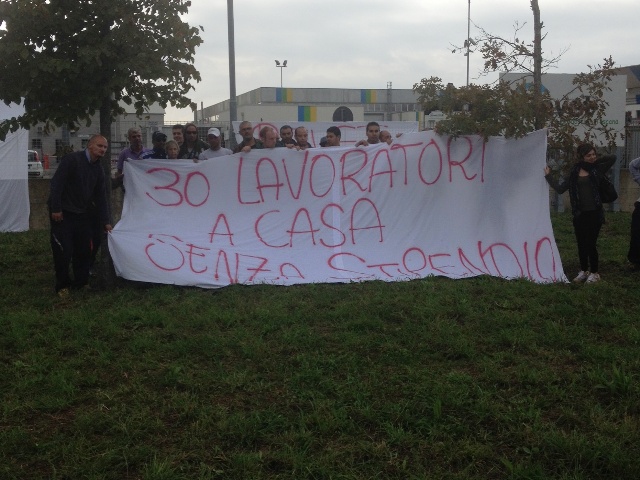 30 LAVORATORI
A CASA
SENZA STIPENDIO